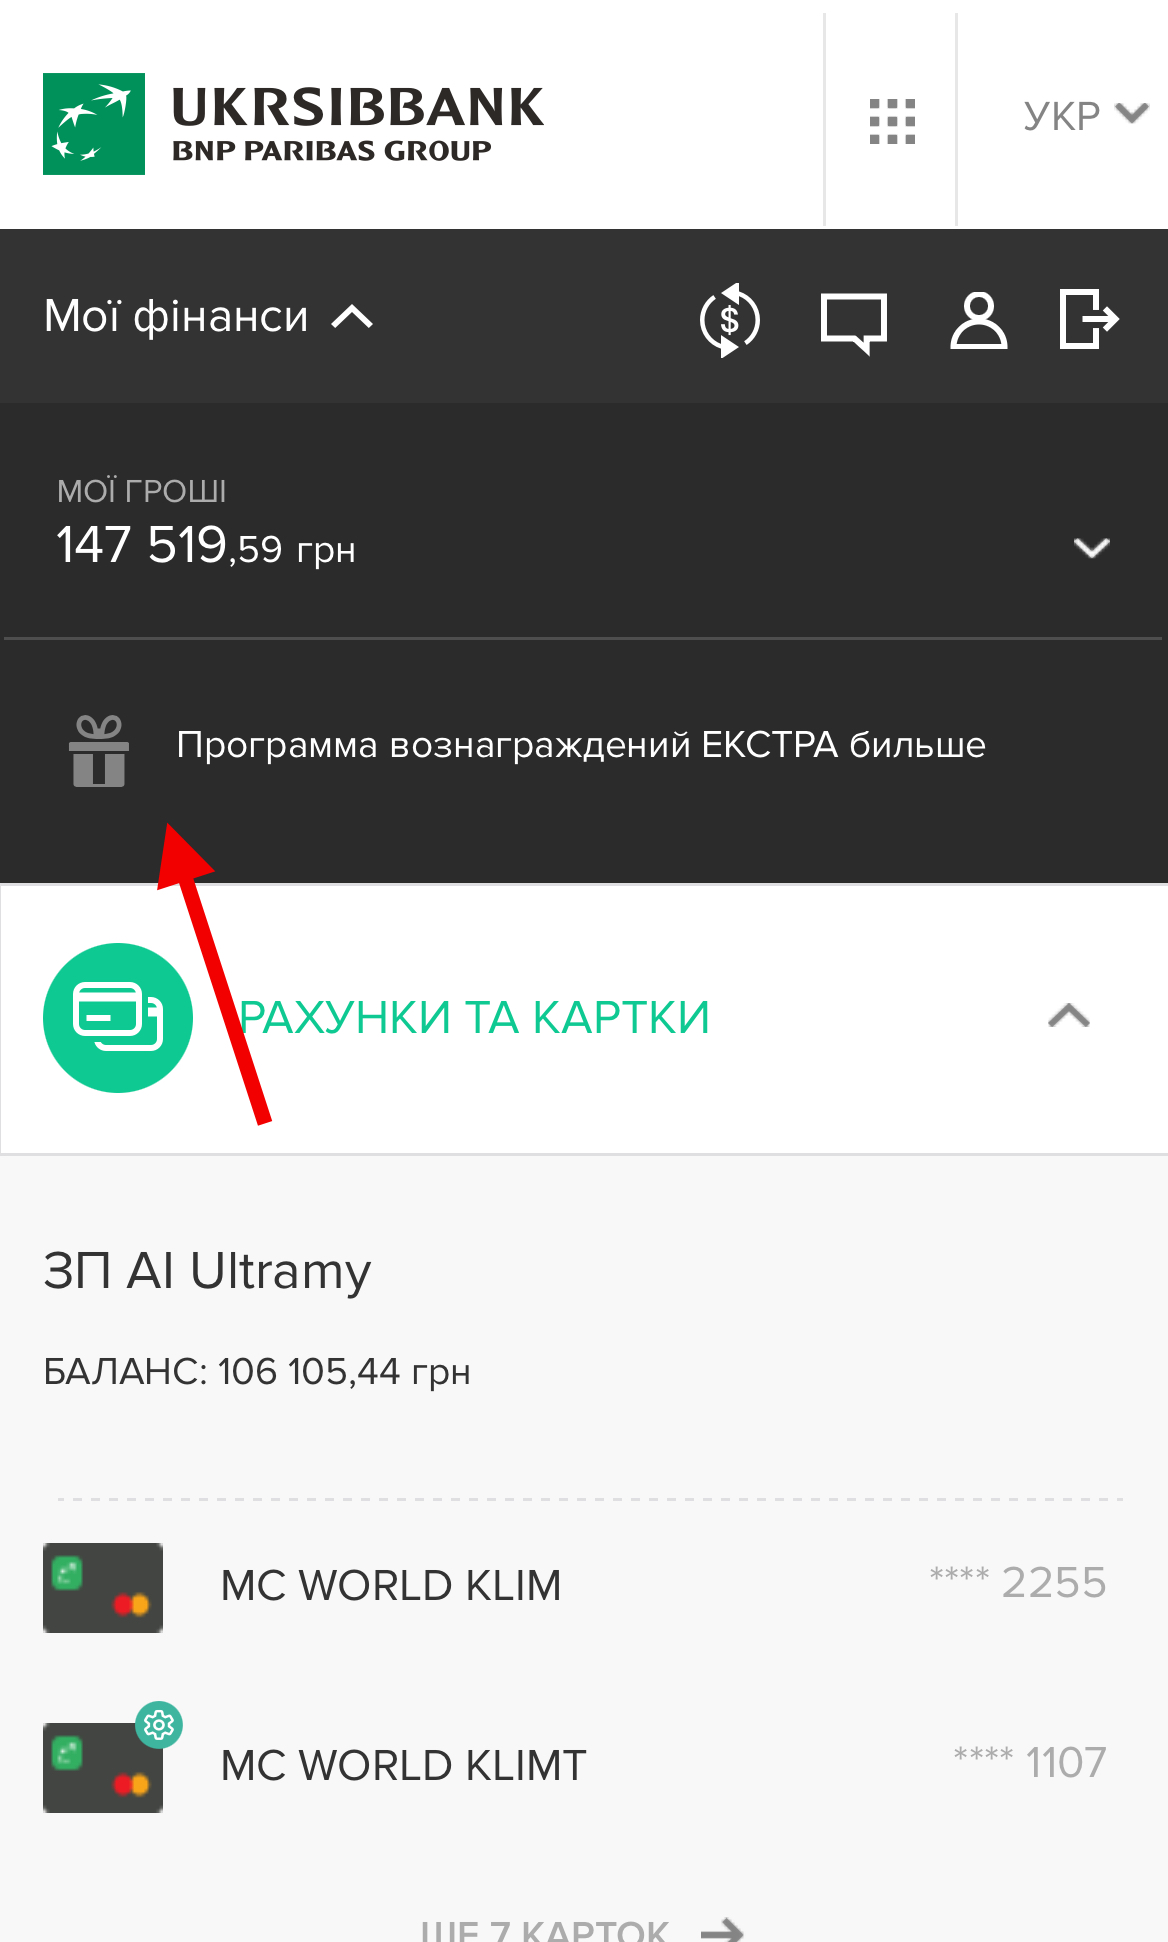 UKRSIBBANK
BNP PARIBAS GROUP
УКР
Мої фінанси
$
МОЇ ГРОШІ
147 519,59 грн
Программа вознаграждений ЕКСТРА бильше
РАХУНКИ ТА КАРТКИ
ЗП АІ Ultramy
БАЛАНС: 106 105,44 грн
MC WORLD KLIM
**** 2255
MC WORLD KLIMT
**** 1107
ЩЕ 7 КАРТОК